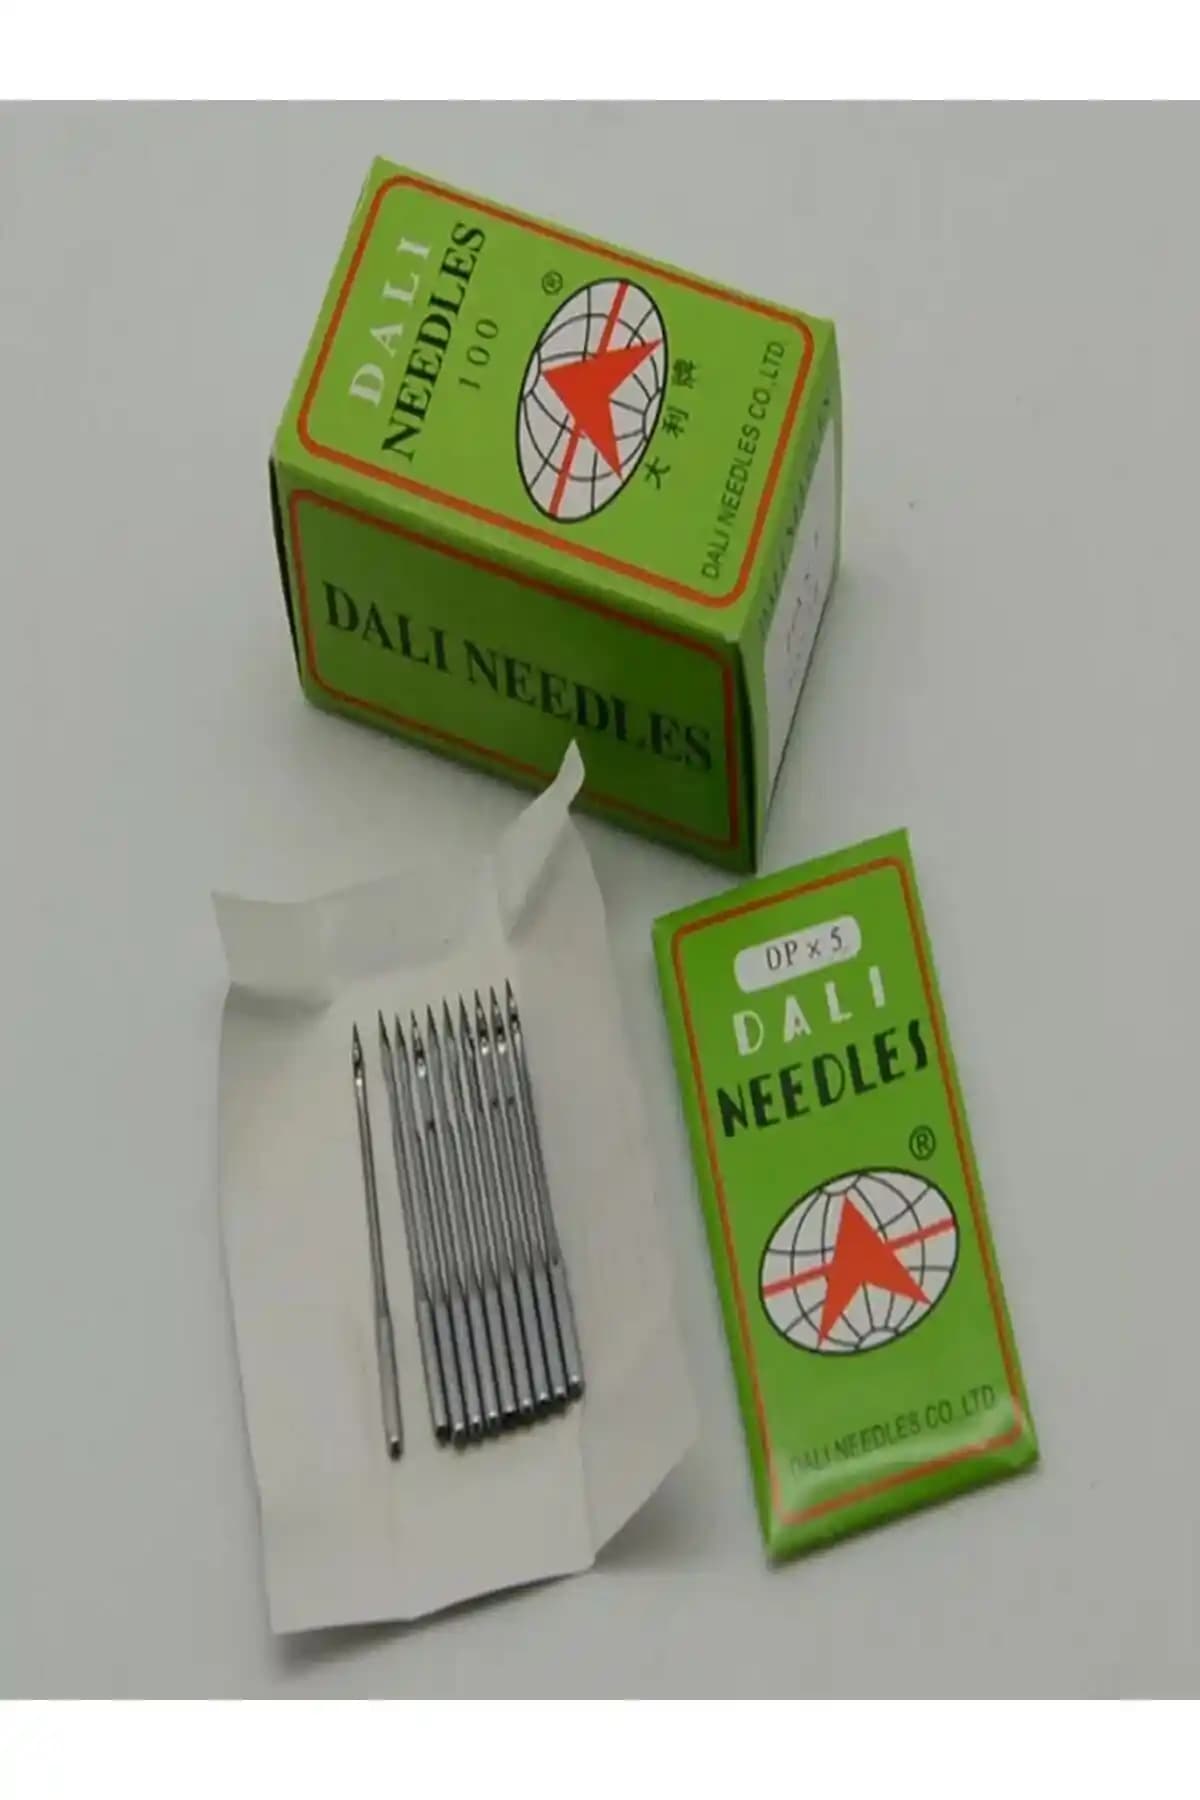 DALI
NEEDLES
100
®
大利牌
DALI NEEDLES CO.,LTD.
DALI NEEDLES
DP × 5
DALI
NEEDLES
®
DALI NEEDLES CO.,LTD